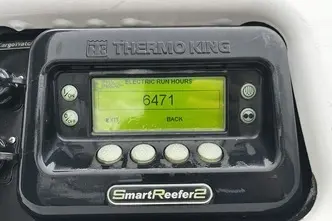 THERMO KING
ELECTRIC RUN HOURS
6471
EXIT BACK
SmartReefer2